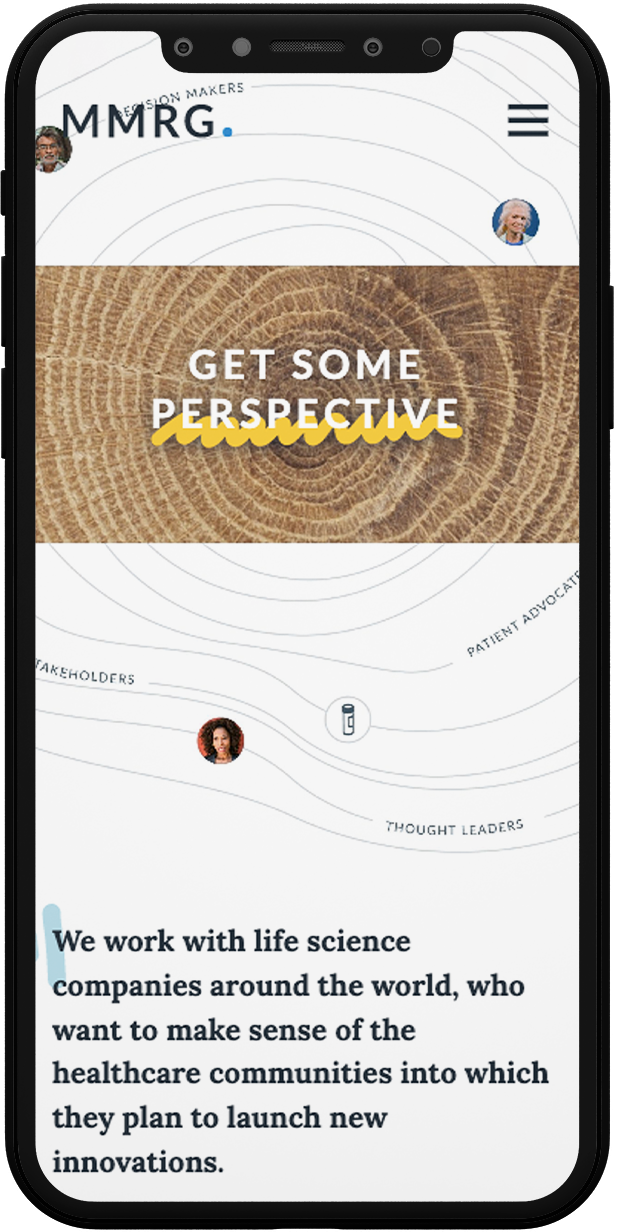 DECISION MAKERS
MMRG.
GET SOME
PERSPECTIVE
PATIENT ADVOCATE
TAKEHOLDERS
THOUGHT LEADERS
We work with life science
companies around the world, who
want to make sense of the
healthcare communities into which
they plan to launch new
innovations.